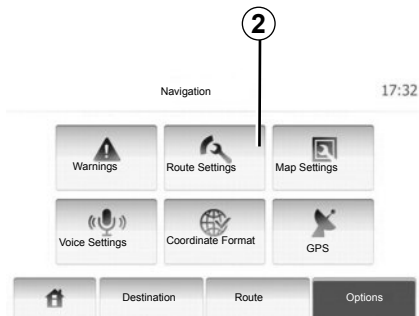 2
Navigation 17:32
Warnings Route Settings Map Settings
Voice Settings Coordinate Format GPS
Destination Route Options